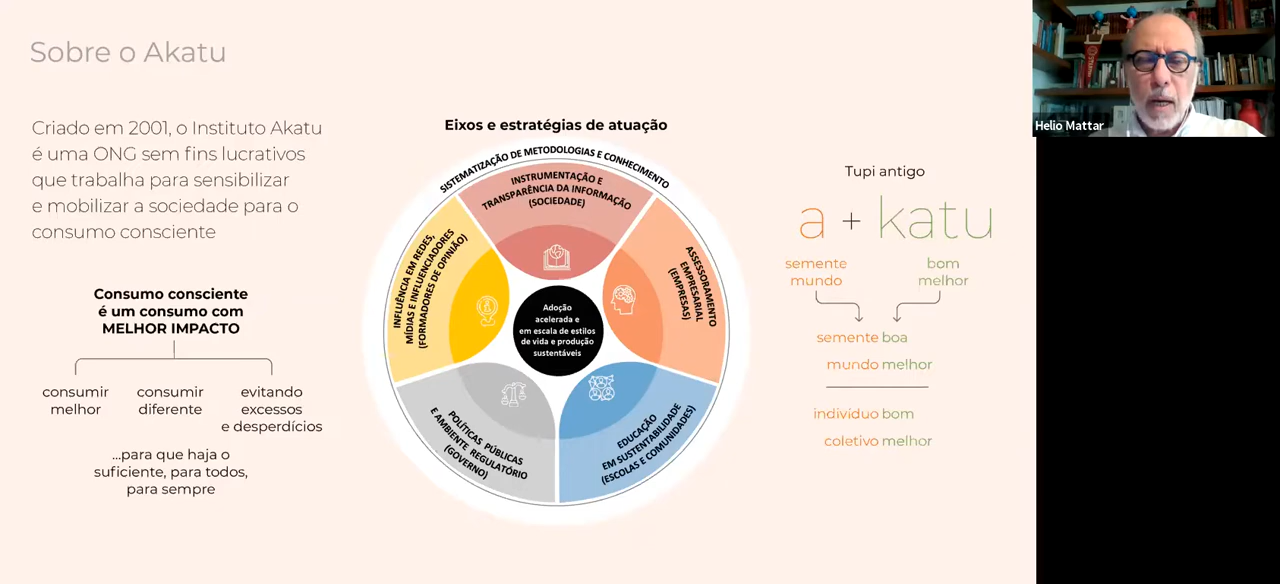 Sobre o Akatu
Criado em 2001, o Instituto Akatu
é uma ONG sem fins lucrativos
que trabalha para sensibilizar
e mobilizar a sociedade para o
consumo consciente
Consumo consciente
é um consumo com
MELHOR IMPACTO
consumir
melhor
consumir
diferente
evitando
excessos
e desperdícios
...para que haja o
suficiente, para todos,
para sempre
Eixos e estratégias de atuação
SISTEMATIZAÇÃO DE METODOLOGIAS E CONHECIMENTO
INSTRUMENTAÇÃO E
TRANSPARÊNCIA DA INFORMAÇÃO
(SOCIEDADE)
ASSESSORAMENTO
EMPRESARIAL
(EMPRESAS)
EDUCAÇÃO
EM SUSTENTABILIDADE
(ESCOLAS E COMUNIDADES)
POLÍTICAS PÚBLICAS
E AMBIENTE REGULATÓRIO
(GOVERNO)
INFLUÊNCIA EM REDES,
MÍDIAS E INFLUENCIADORES
(FORMADORES DE OPINIÃO)
Adoção
acelerada e
em escala de estilos
de vida e produção
sustentáveis
Tupi antigo
a + katu
semente
mundo
bom
melhor
semente boa
mundo melhor
indivíduo bom
coletivo melhor
Helio Mattar